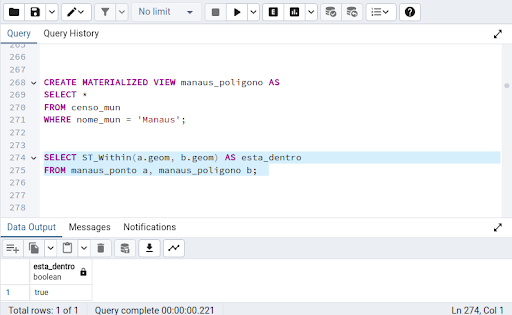 No limit
Query Query History
265
266
267
268 CREATE MATERIALIZED VIEW manaus_poligono AS
269 SELECT *
270 FROM censo_mun
271 WHERE nome_mun = 'Manaus';
272
273
274 SELECT ST_Within(a.geom, b.geom) AS esta_dentro
275 FROM manaus_ponto a, manaus_poligono b;
276
277
278
Data Output Messages Notifications
esta_dentro
boolean
1 true
Total rows: 1 of 1 Query complete 00:00:00.221 Ln 274, Col 1